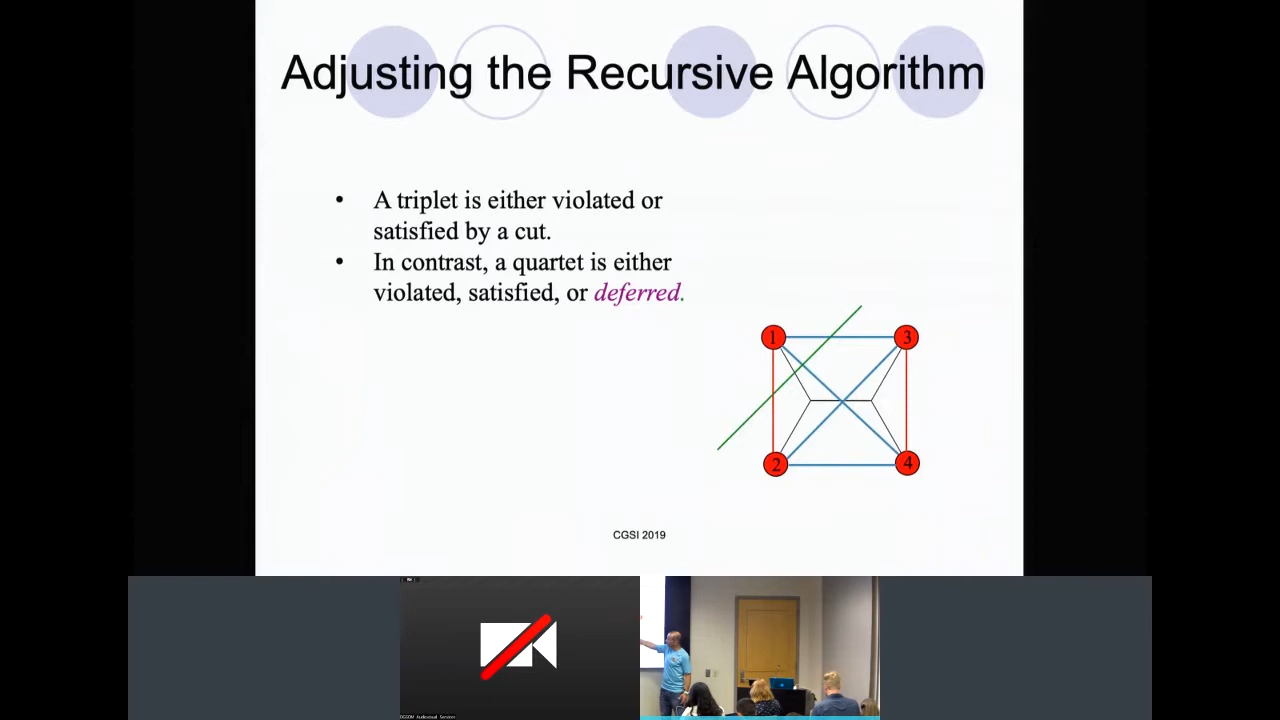 Adjusting the Recursive Algorithm
• A triplet is either violated or
satisfied by a cut.
• In contrast, a quartet is either
violated, satisfied, or deferred.
1 3
2 4
CGSI 2019